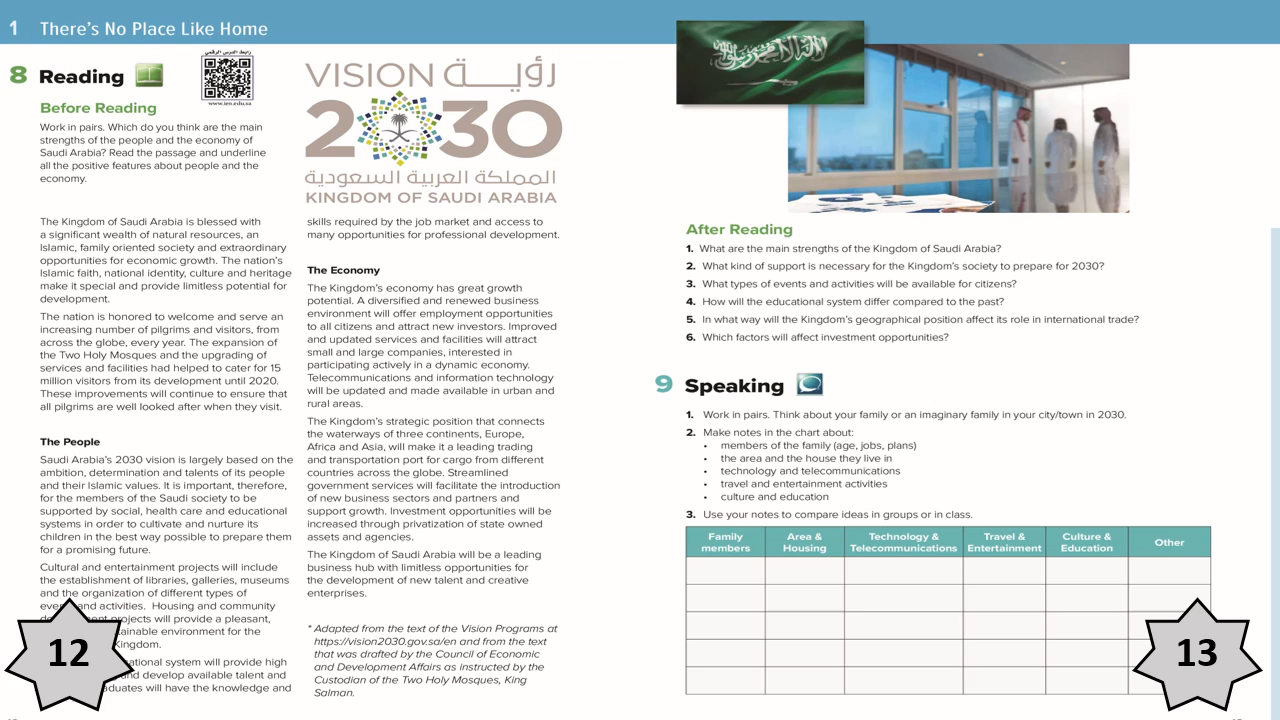 1 There's No Place Like Home
8 Reading
رابط الدرس الرقمي
www.ien.edu.sa
Before Reading
Work in pairs. Which do you think are the main
strengths of the people and the economy of
Saudi Arabia? Read the passage and underline
all the positive features about people and the
economy.
VISION رؤيــة
2030
المملكة العربية السعودية
KINGDOM OF SAUDI ARABIA
The Kingdom of Saudi Arabia is blessed with
a significant wealth of natural resources, an
Islamic, family oriented society and extraordinary
opportunities for economic growth. The nation's
Islamic faith, national identity, culture and heritage
make it special and provide limitless potential for
development.
The nation is honored to welcome and serve an
increasing number of pilgrims and visitors, from
across the globe, every year. The expansion of
the Two Holy Mosques and the upgrading of
services and facilities had helped to cater for 15
million visitors from its development until 2020.
These improvements will continue to ensure that
all pilgrims are well looked after when they visit.
The People
Saudi Arabia's 2030 vision is largely based on the
ambition, determination and talents of its people
and their Islamic values. It is important, therefore,
for the members of the Saudi society to be
supported by social, health care and educational
systems in order to cultivate and nurture its
children in the best way possible to prepare them
for a promising future.
Cultural and entertainment projects will include
the establishment of libraries, galleries, museums
and the organization of different types of
and activities. Housing and community
projects will provide a pleasant,
environment for the
Kingdom.
system will provide high
and develop available talent and
will have the knowledge and
12
skills required by the job market and access to
many opportunities for professional development.
The Economy
The Kingdom's economy has great growth
potential. A diversified and renewed business
environment will offer employment opportunities
to all citizens and attract new investors. Improved
and updated services and facilities will attract
small and large companies, interested in
participating actively in a dynamic economy.
Telecommunications and information technology
will be updated and made available in urban and
rural areas.
The Kingdom's strategic position that connects
the waterways of three continents, Europe,
Africa and Asia, will make it a leading trading
and transportation port for cargo from different
countries across the globe. Streamlined
government services will facilitate the introduction
of new business sectors and partners and
support growth. Investment opportunities will be
increased through privatization of state owned
assets and agencies.
The Kingdom of Saudi Arabia will be a leading
business hub with limitless opportunities for
the development of new talent and creative
enterprises.
* Adapted from the text of the Vision Programs at
https://vision2030.gov.sa/en and from the text
that was drafted by the Council of Economic
and Development Affairs as instructed by the
Custodian of the Two Holy Mosques, King
Salman.
After Reading
1. What are the main strengths of the Kingdom of Saudi Arabia?
2. What kind of support is necessary for the Kingdom's society to prepare for 2030?
3. What types of events and activities will be available for citizens?
4. How will the educational system differ compared to the past?
5. In what way will the Kingdom's geographical position affect its role in international trade?
6. Which factors will affect investment opportunities?
9 Speaking
1. Work in pairs. Think about your family or an imaginary family in your city/town in 2030.
2. Make notes in the chart about:
• members of the family (age, jobs, plans)
• the area and the house they live in
• technology and telecommunications
• travel and entertainment activities
• culture and education
3. Use your notes to compare ideas in groups or in class.
Family members
Area & Housing
Technology & Telecommunications
Travel & Entertainment
Culture & Education
Other
13